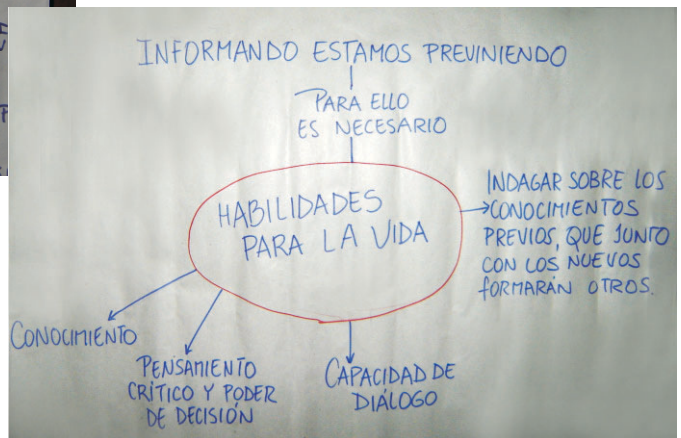 INFORMANDO ESTAMOS PREVINIENDO
PARA ELLO
ES NECESARIO
HABILIDADES
PARA LA VIDA
INDAGAR SOBRE LOS
CONOCIMIENTOS
PREVIOS, QUE JUNTO
CON LOS NUEVOS
FORMARÁN OTROS.
CONOCIMIENTO
PENSAMIENTO
CRÍTICO Y PODER
DE DECISIÓN
CAPACIDAD DE
DIÁLOGO